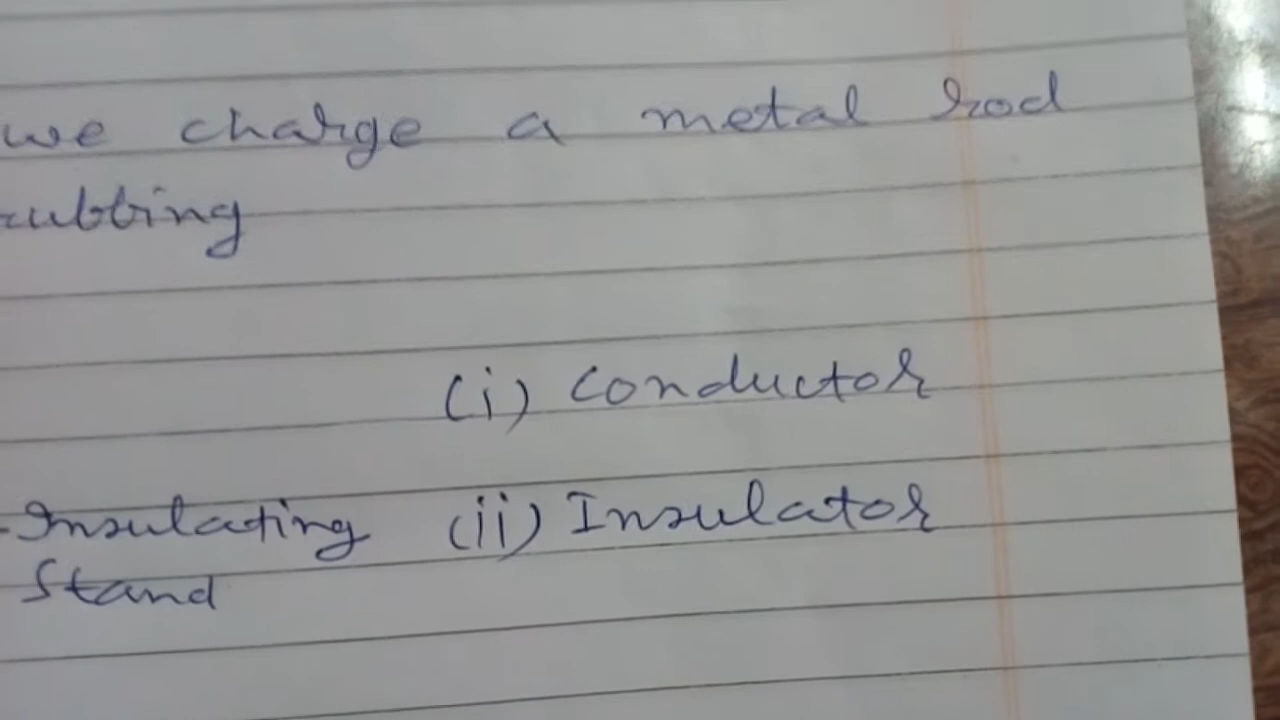 we charge a metal rod
rubbing
(i) Conductor
Insulating (ii) Insulator
Stand